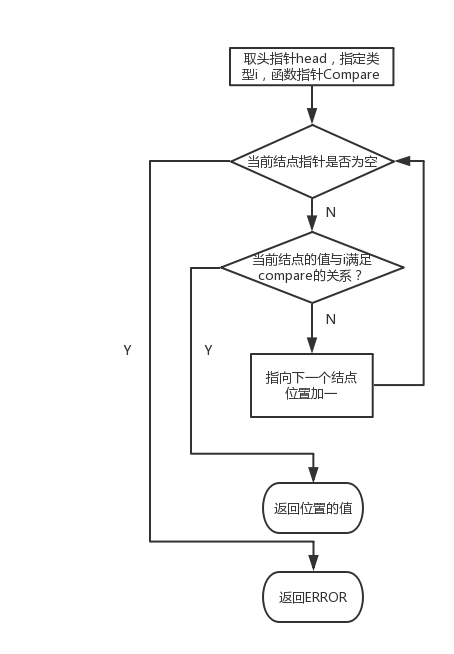 取头指针head，指定类
型i，函数指针Compare
当前结点指针是否为空
N
当前结点的值与i满足
compare的关系？
N
Y
Y
指向下一个结点
位置加一
返回位置的值
返回ERROR